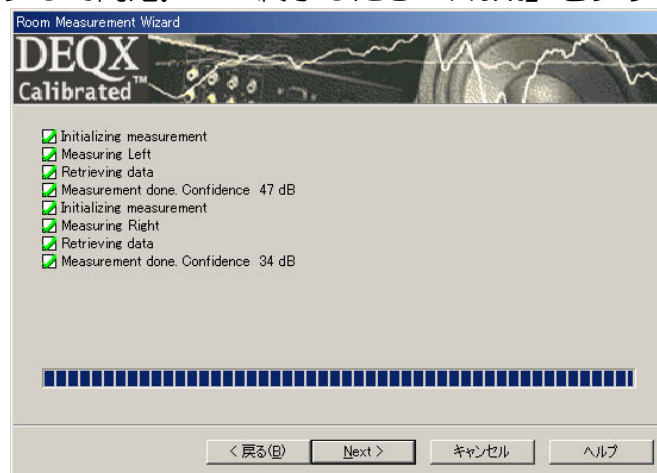 Room Measurement Wizard
DEQX
Calibrated™
Initializing measurement
Measuring Left
Retrieving data
Measurement done. Confidence 47 dB
Initializing measurement
Measuring Right
Retrieving data
Measurement done. Confidence 34 dB
< 戻る(B) Next > キャンセル ヘルプ